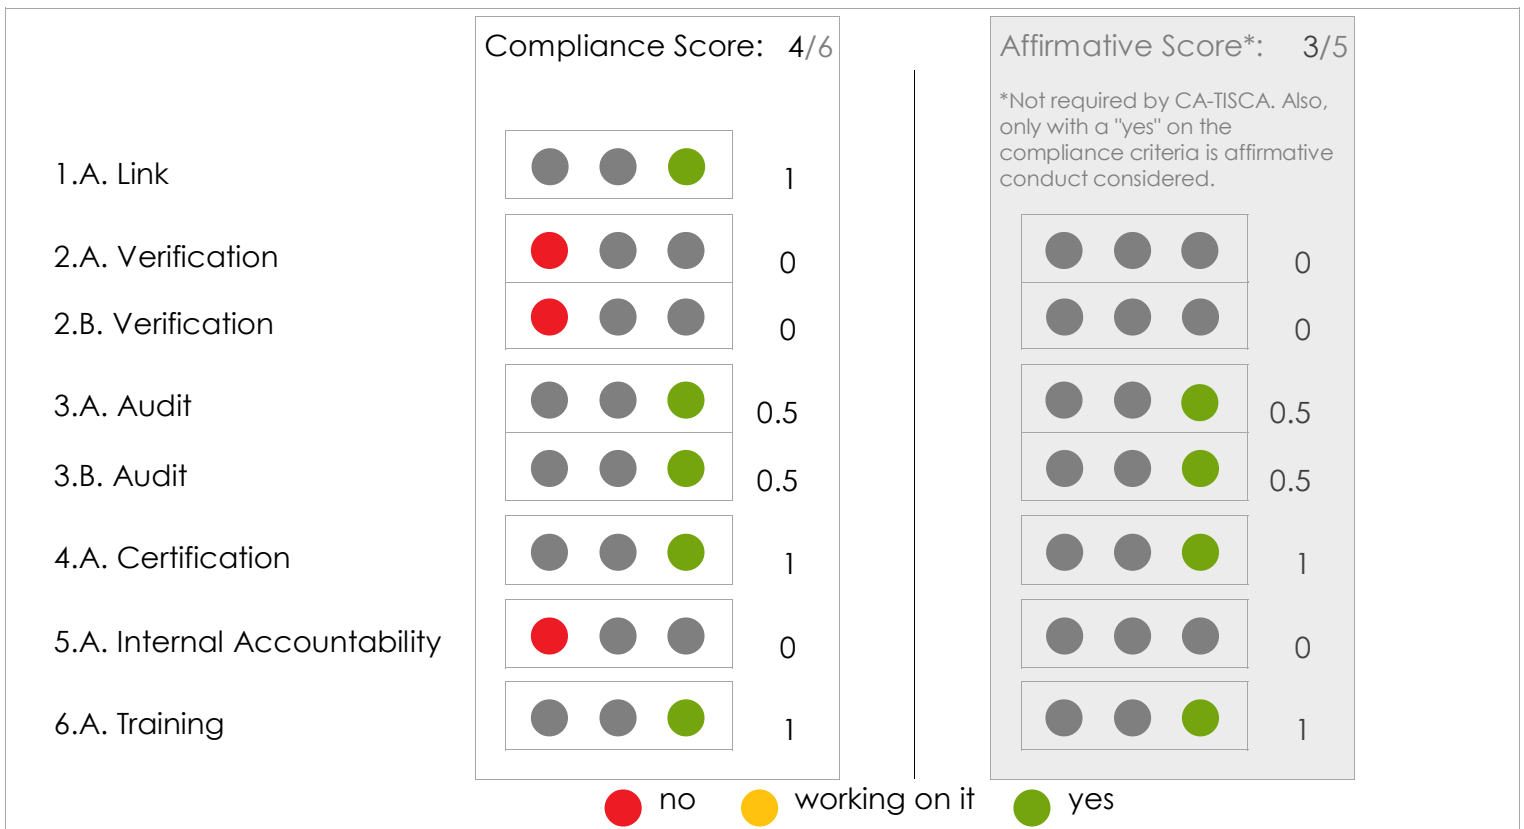 Compliance Score: 4/6
Affirmative Score*: 3/5
*Not required by CA-TISCA. Also,
only with a "yes" on the
compliance criteria is affirmative
conduct considered.
1.A. Link 1
2.A. Verification 0 0
2.B. Verification 0 0
3.A. Audit 0.5 0.5
3.B. Audit 0.5 0.5
4.A. Certification 1 1
5.A. Internal Accountability 0 0
6.A. Training 1 1
no working on it yes